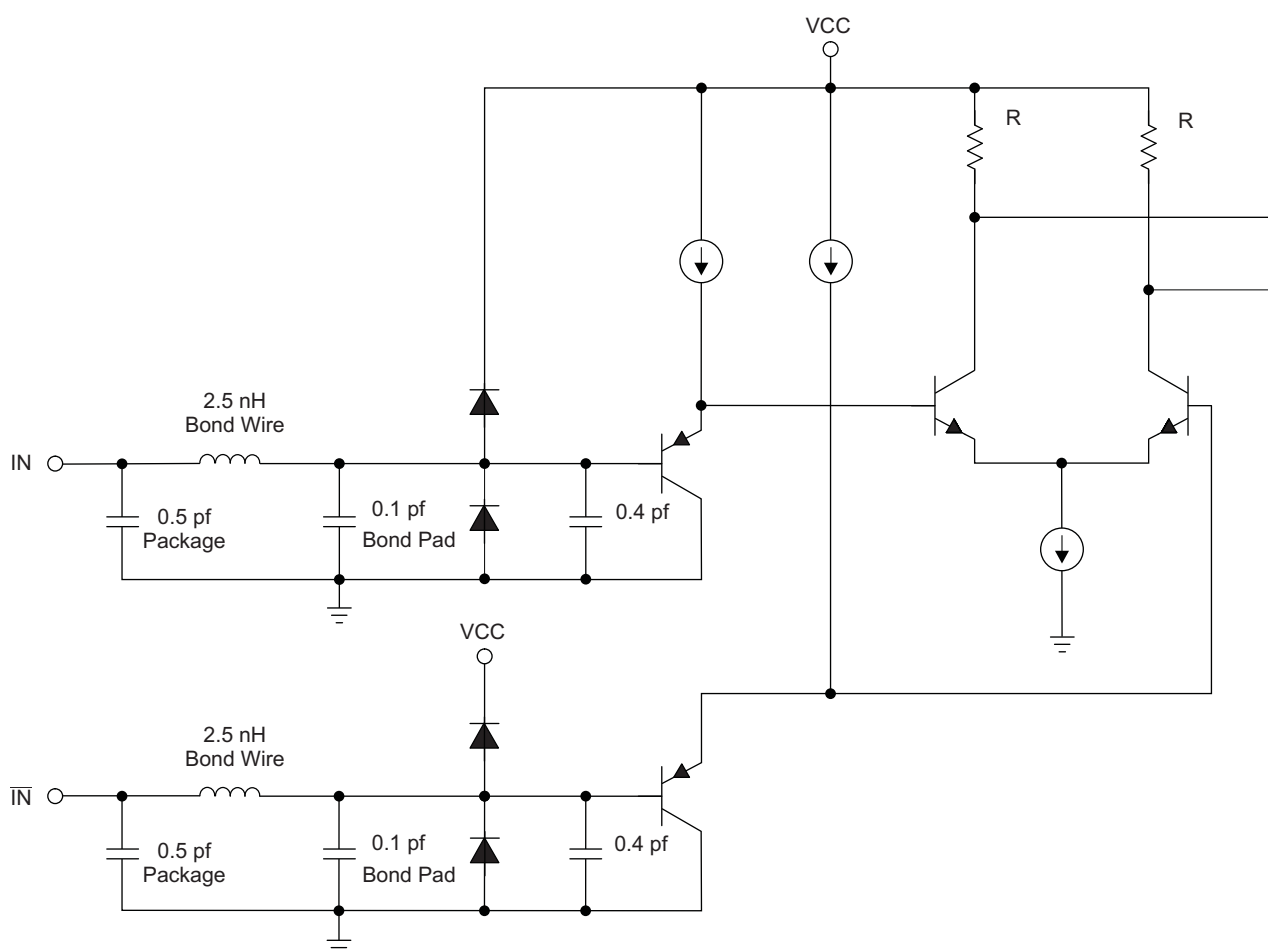 VCC
R
R
2.5 nH
Bond Wire
IN
0.5 pf
Package
0.1 pf
Bond Pad
0.4 pf
VCC
2.5 nH
Bond Wire
I̅N̅
0.5 pf
Package
0.1 pf
Bond Pad
0.4 pf